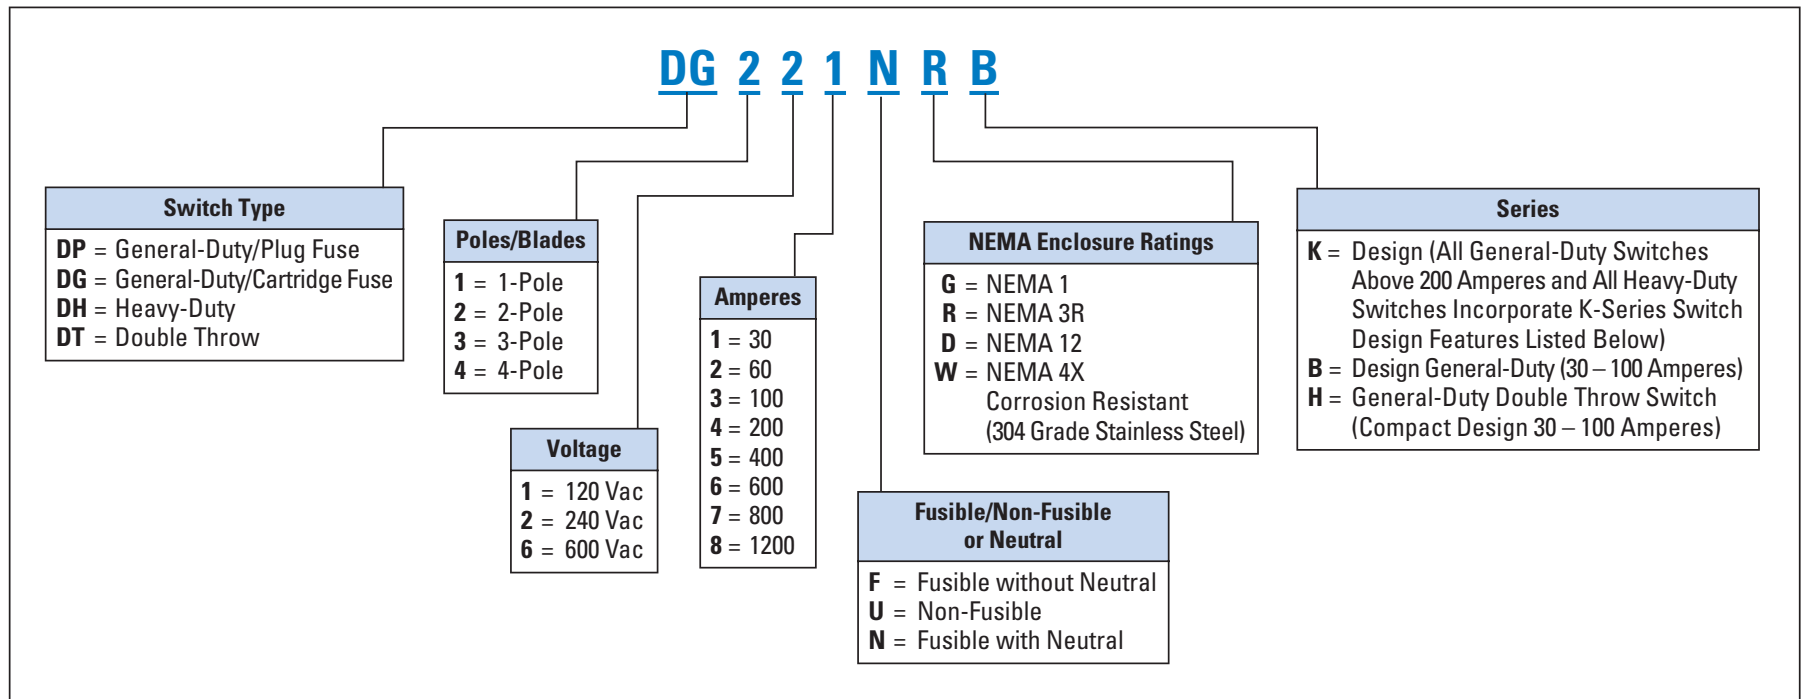 DG 2 2 1 N R B
Switch Type
DP = General-Duty/Plug Fuse
DG = General-Duty/Cartridge Fuse
DH = Heavy-Duty
DT = Double Throw
Poles/Blades
1 = 1-Pole
2 = 2-Pole
3 = 3-Pole
4 = 4-Pole
Voltage
1 = 120 Vac
2 = 240 Vac
6 = 600 Vac
Amperes
1 = 30
2 = 60
3 = 100
4 = 200
5 = 400
6 = 600
7 = 800
8 = 1200
Fusible/Non-Fusible
or Neutral
F = Fusible without Neutral
U = Non-Fusible
N = Fusible with Neutral
NEMA Enclosure Ratings
G = NEMA 1
R = NEMA 3R
D = NEMA 12
W = NEMA 4X
Corrosion Resistant
(304 Grade Stainless Steel)
Series
K = Design (All General-Duty Switches
Above 200 Amperes and All Heavy-Duty
Switches Incorporate K-Series Switch
Design Features Listed Below)
B = Design General-Duty (30 – 100 Amperes)
H = General-Duty Double Throw Switch
(Compact Design 30 – 100 Amperes)